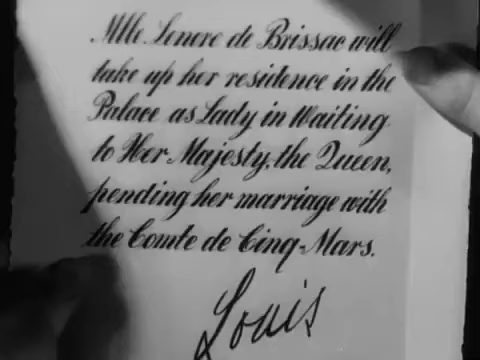 Mlle Lenore de Brissac will
take up her residence in the
Palace as Lady in Waiting
to Her Majesty, the Queen,
pending her marriage with
the Comte de Cinq-Mars.
Louis